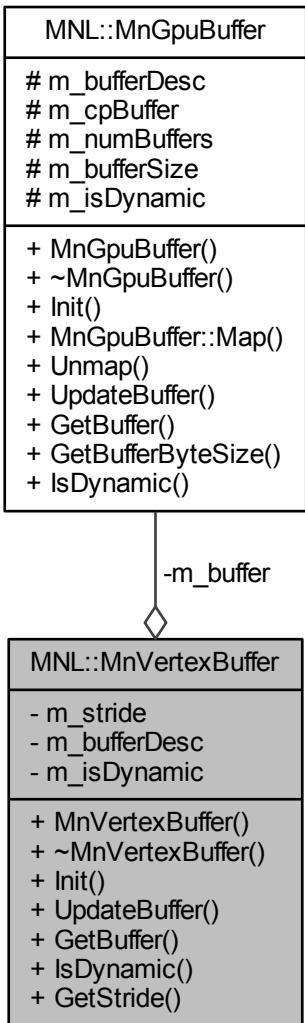 MNL::MnGpuBuffer
# m_bufferDesc
# m_cpBuffer
# m_numBuffers
# m_bufferSize
# m_isDynamic
+ MnGpuBuffer()
+ ~MnGpuBuffer()
+ Init()
+ MnGpuBuffer::Map()
+ Unmap()
+ UpdateBuffer()
+ GetBuffer()
+ GetBufferByteSize()
+ IsDynamic()
-m_buffer
MNL::MnVertexBuffer
- m_stride
- m_bufferDesc
- m_isDynamic
+ MnVertexBuffer()
+ ~MnVertexBuffer()
+ Init()
+ UpdateBuffer()
+ GetBuffer()
+ IsDynamic()
+ GetStride()